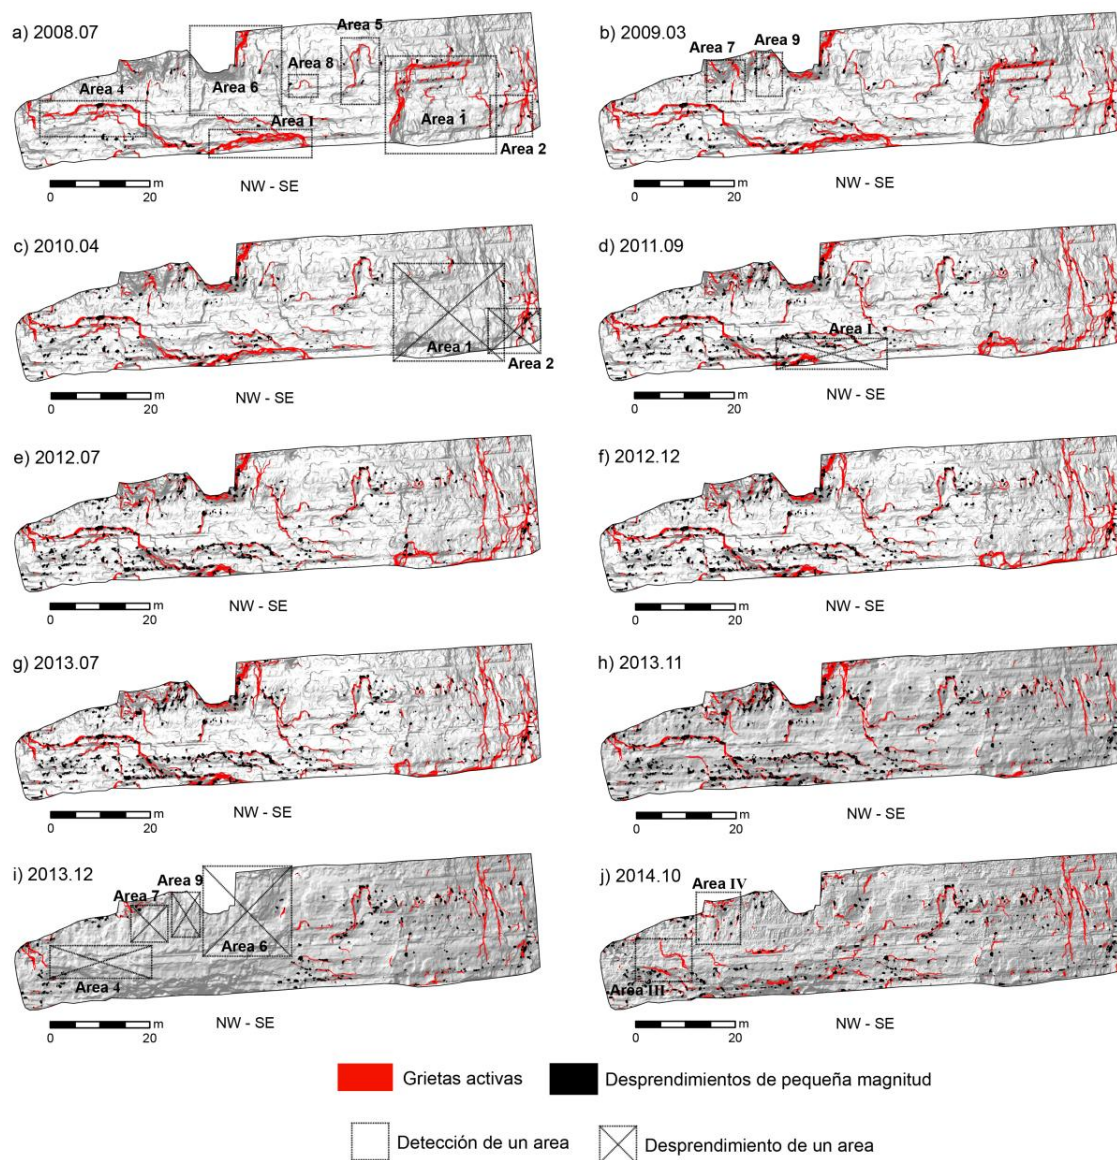 a) 2008.07
Area 5
Area 8
Area 4
Area 6
Area I
Area 1
Area 2
m
0 20
NW - SE
b) 2009.03
Area 7
Area 9
m
0 20
NW - SE
c) 2010.04
Area 1
Area 2
m
0 20
NW - SE
d) 2011.09
Area I
m
0 20
NW - SE
e) 2012.07
m
0 20
NW - SE
f) 2012.12
m
0 20
NW - SE
g) 2013.07
m
0 20
NW - SE
h) 2013.11
m
0 20
NW - SE
i) 2013.12
Area 7
Area 9
Area 6
Area 4
m
0 20
NW - SE
j) 2014.10
Area IV
Area III
m
0 20
NW - SE
Grietas activas
Desprendimientos de pequeña magnitud
Detección de un area
Desprendimiento de un area